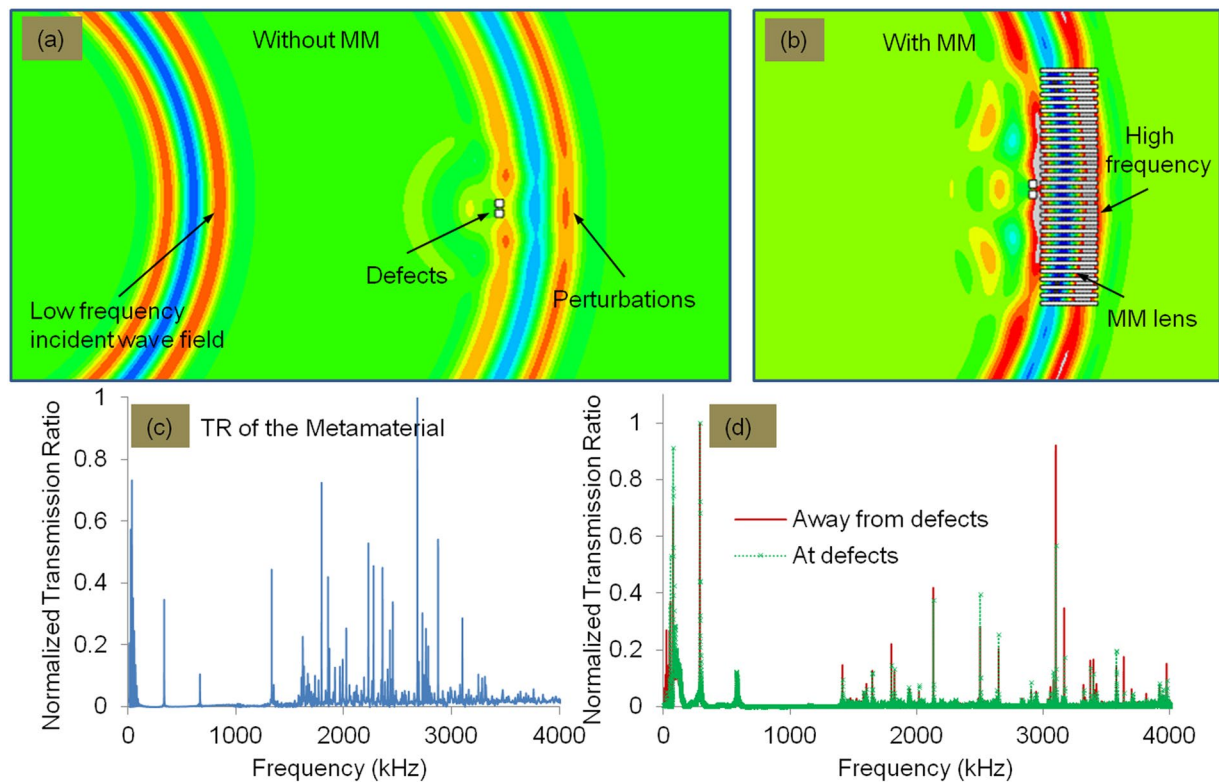 (a)
Without MM
Defects
Perturbations
Low frequency
incident wave field
(b)
With MM
High
frequency
MM lens
(c)
TR of the Metamaterial
Normalized Transmission Ratio
1
0.8
0.6
0.4
0.2
0
0
1000
2000
3000
4000
Frequency (kHz)
(d)
Normalized Transmission Ratio
1
0.8
0.6
0.4
0.2
0
Away from defects
At defects
0
1000
2000
3000
4000
Frequency (kHz)